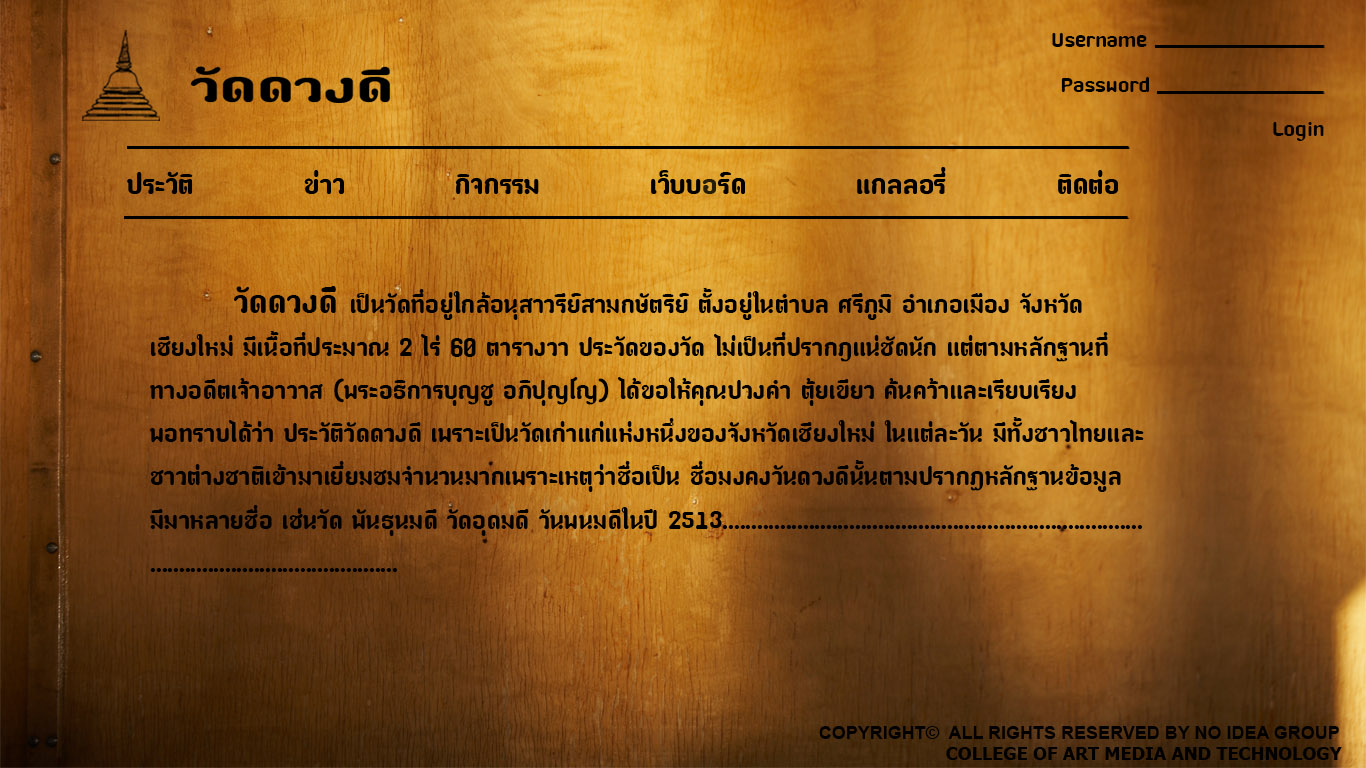 วัดดวงดี
Username
Password
Login
ประวัติ ข่าว กิจกรรม เว็บบอร์ด แกลลอรี่ ติดต่อ
วัดดวงดี เป็นวัดที่อยู่ใกล้อนุสาวรีย์สามกษัตริย์ ตั้งอยู่ในตำบล ศรีภูมิ อำเภอเมือง จังหวัด
เชียงใหม่ มีเนื้อที่ประมาณ 2 ไร่ 60 ตารางวา ประวัดของวัด ไม่เป็นที่ปรากฎแน่ชัดนัก แต่ตามหลักฐานที่
ทางอดีตเจ้าอาวาส (พระอธิการบุญชู อภิปุญโญ) ได้ขอให้คุณปวงคำ ตุ้ยเขียว ค้นคว้าและเรียบเรียง
พอทราบได้ว่า ประวัติวัดดวงดี เพราะเป็นวัดเก่าแก่แห่งหนึ่งของจังหวัดเชียงใหม่ ในแต่ละวัน มีทั้งชาวไทยและ
ชาวต่างชาติเข้ามาเยี่ยมชมจำนวนมากเพราะเหตุว่าชื่อเป็น ชื่อมงคงวันดวงดีนั้นตามปรากฎหลักฐานข้อมูล
มีมาหลายชื่อ เช่นวัด พันธุนมดี วัดอุดมดี วันพนมดีในปี 2513..........................................................................
...........................................
COPYRIGHT© ALL RIGHTS RESERVED BY NO IDEA GROUP
COLLEGE OF ART MEDIA AND TECHNOLOGY